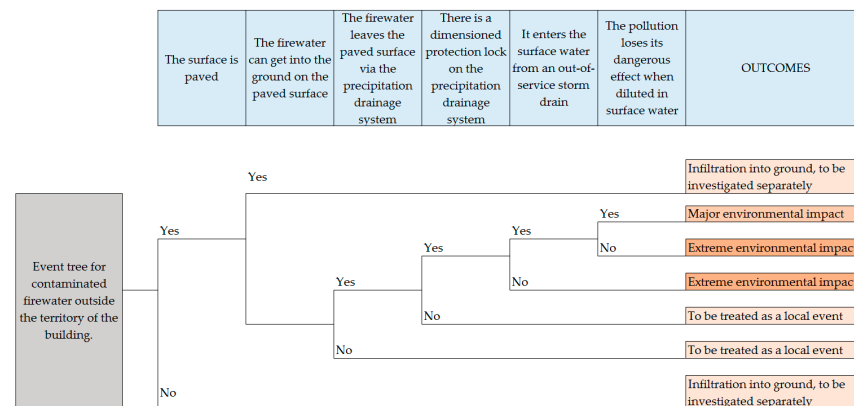 The surface is
paved
The firewater
can get into the
ground on the
paved surface
The firewater
leaves the
paved surface
via the
precipitation
drainage
system
There is a
dimensioned
protection lock
on the
precipitation
drainage
system
It enters the
surface water
from an out-of-
service storm
drain
The pollution
loses its
dangerous
effect when
diluted in
surface water
OUTCOMES
Yes
Infiltration into ground, to be
investigated separately
Yes
Major environmental impact
Yes
Yes
No
Extreme environmental impac
Yes
Event tree for
contaminated
firewater outside
the territory of the
building.
Yes
No
Extreme environmental impac
No
To be treated as a local event
No
To be treated as a local event
No
Infiltration into ground, to be
investigated separately